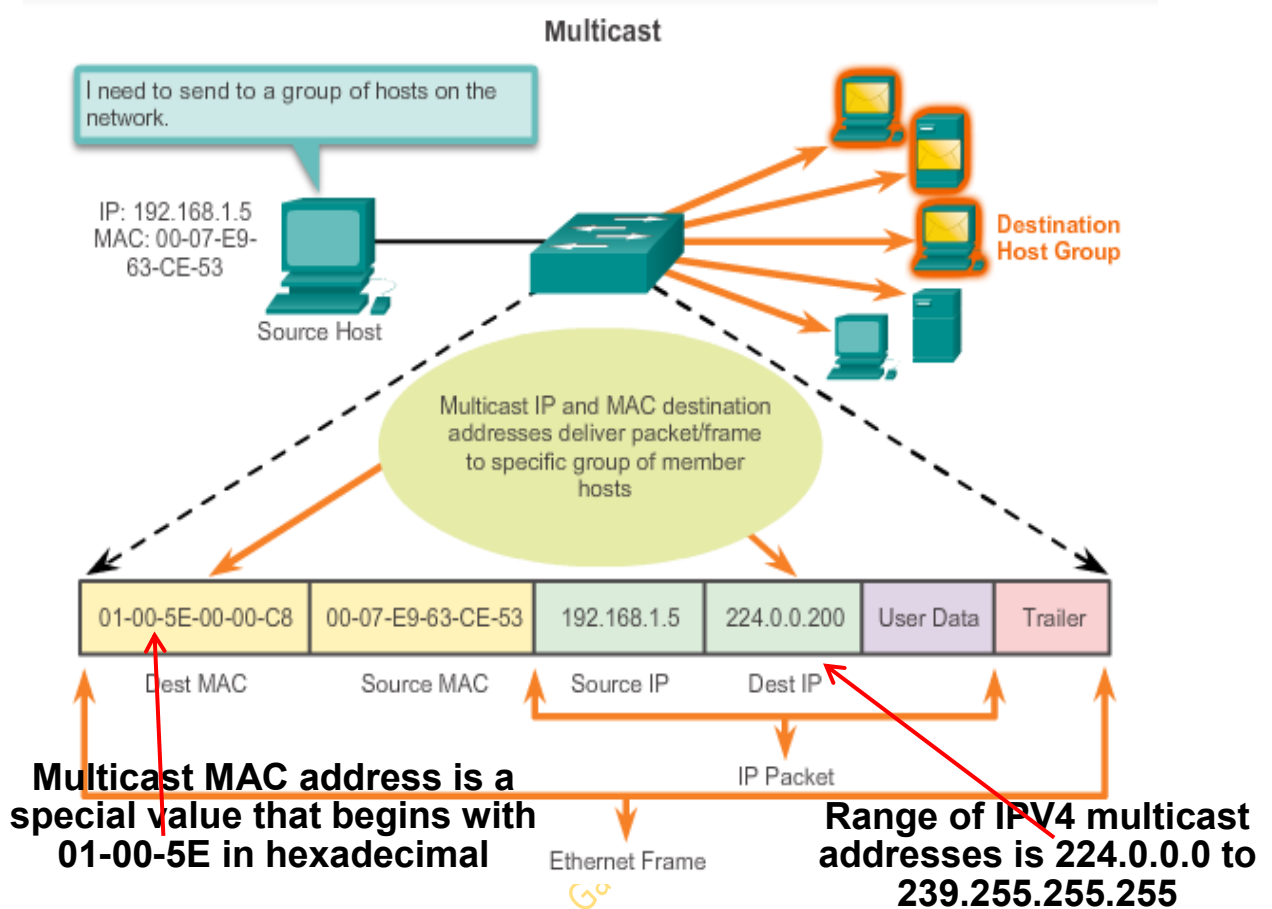 Multicast
I need to send to a group of hosts on the
network.
IP: 192.168.1.5
MAC: 00-07-E9-
63-CE-53
Source Host
Destination
Host Group
Multicast IP and MAC destination
addresses deliver packet/frame
to specific group of member
hosts
01-00-5E-00-00-C8 00-07-E9-63-CE-53 192.168.1.5 224.0.0.200 User Data Trailer
Dest MAC Source MAC Source IP Dest IP
IP Packet
Multicast MAC address is a
special value that begins with
01-00-5E in hexadecimal
Range of IPV4 multicast
addresses is 224.0.0.0 to
239.255.255.255
Ethernet Frame